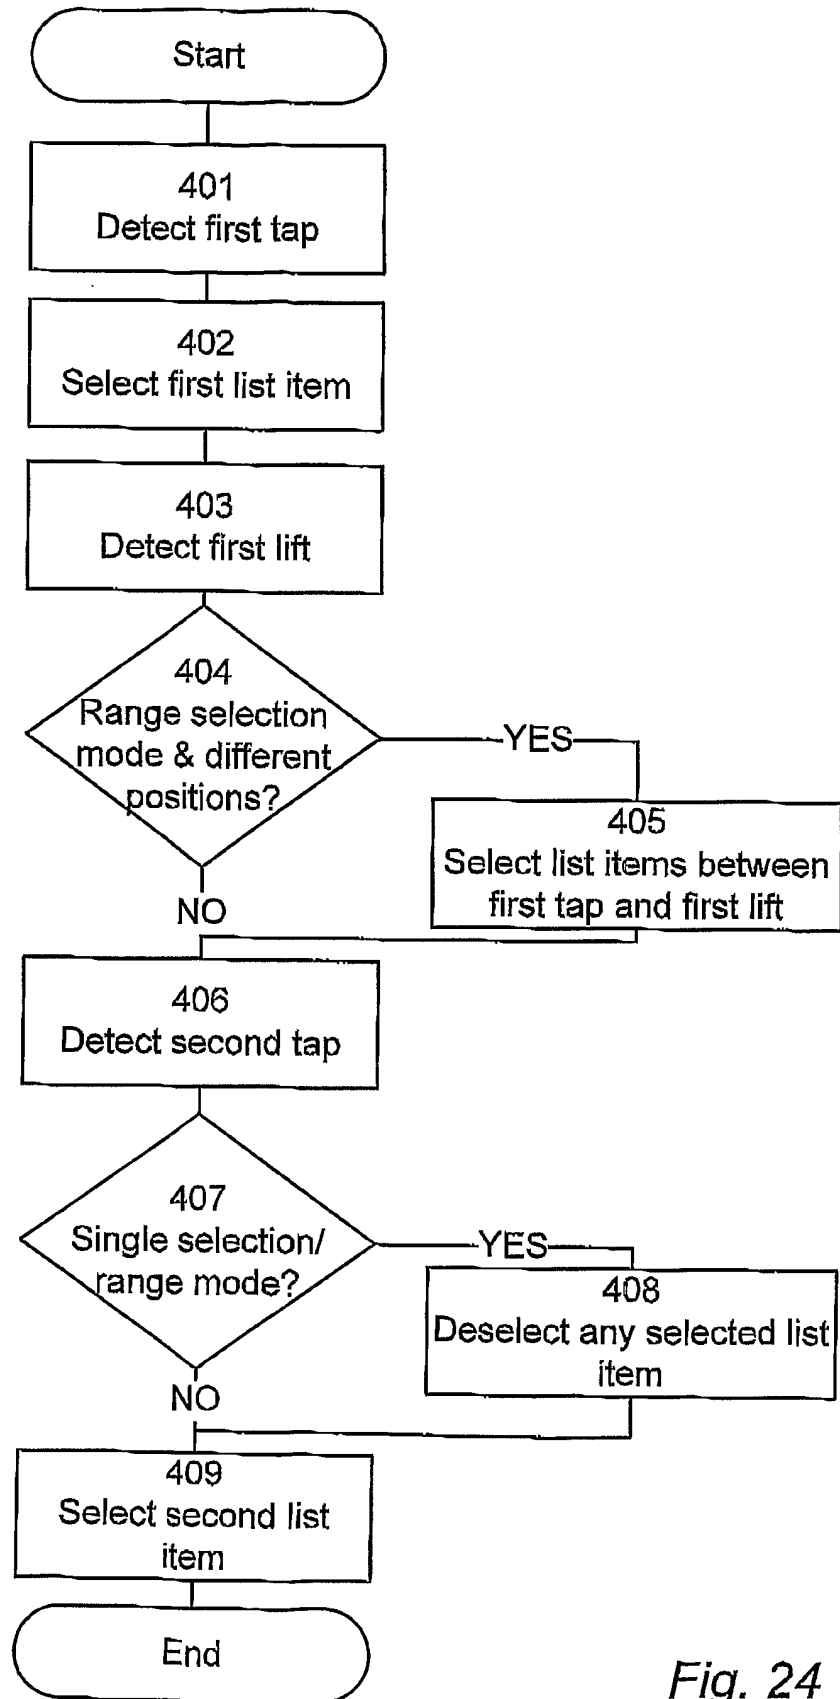 Start
401
Detect first tap
402
Select first list item
403
Detect first lift
404
Range selection
mode & different
positions?
YES
405
Select list items between
first tap and first lift
NO
406
Detect second tap
407
Single selection/
range mode?
YES
408
Deselect any selected list
item
NO
409
Select second list
item
End
Fig. 24